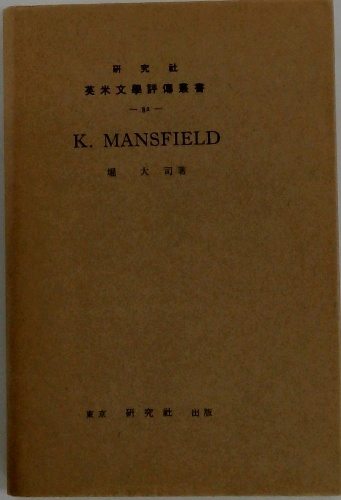 研究社
英米文學評傳叢書
K. MANSFIELD
堀 大司著
東京 研究社 出版